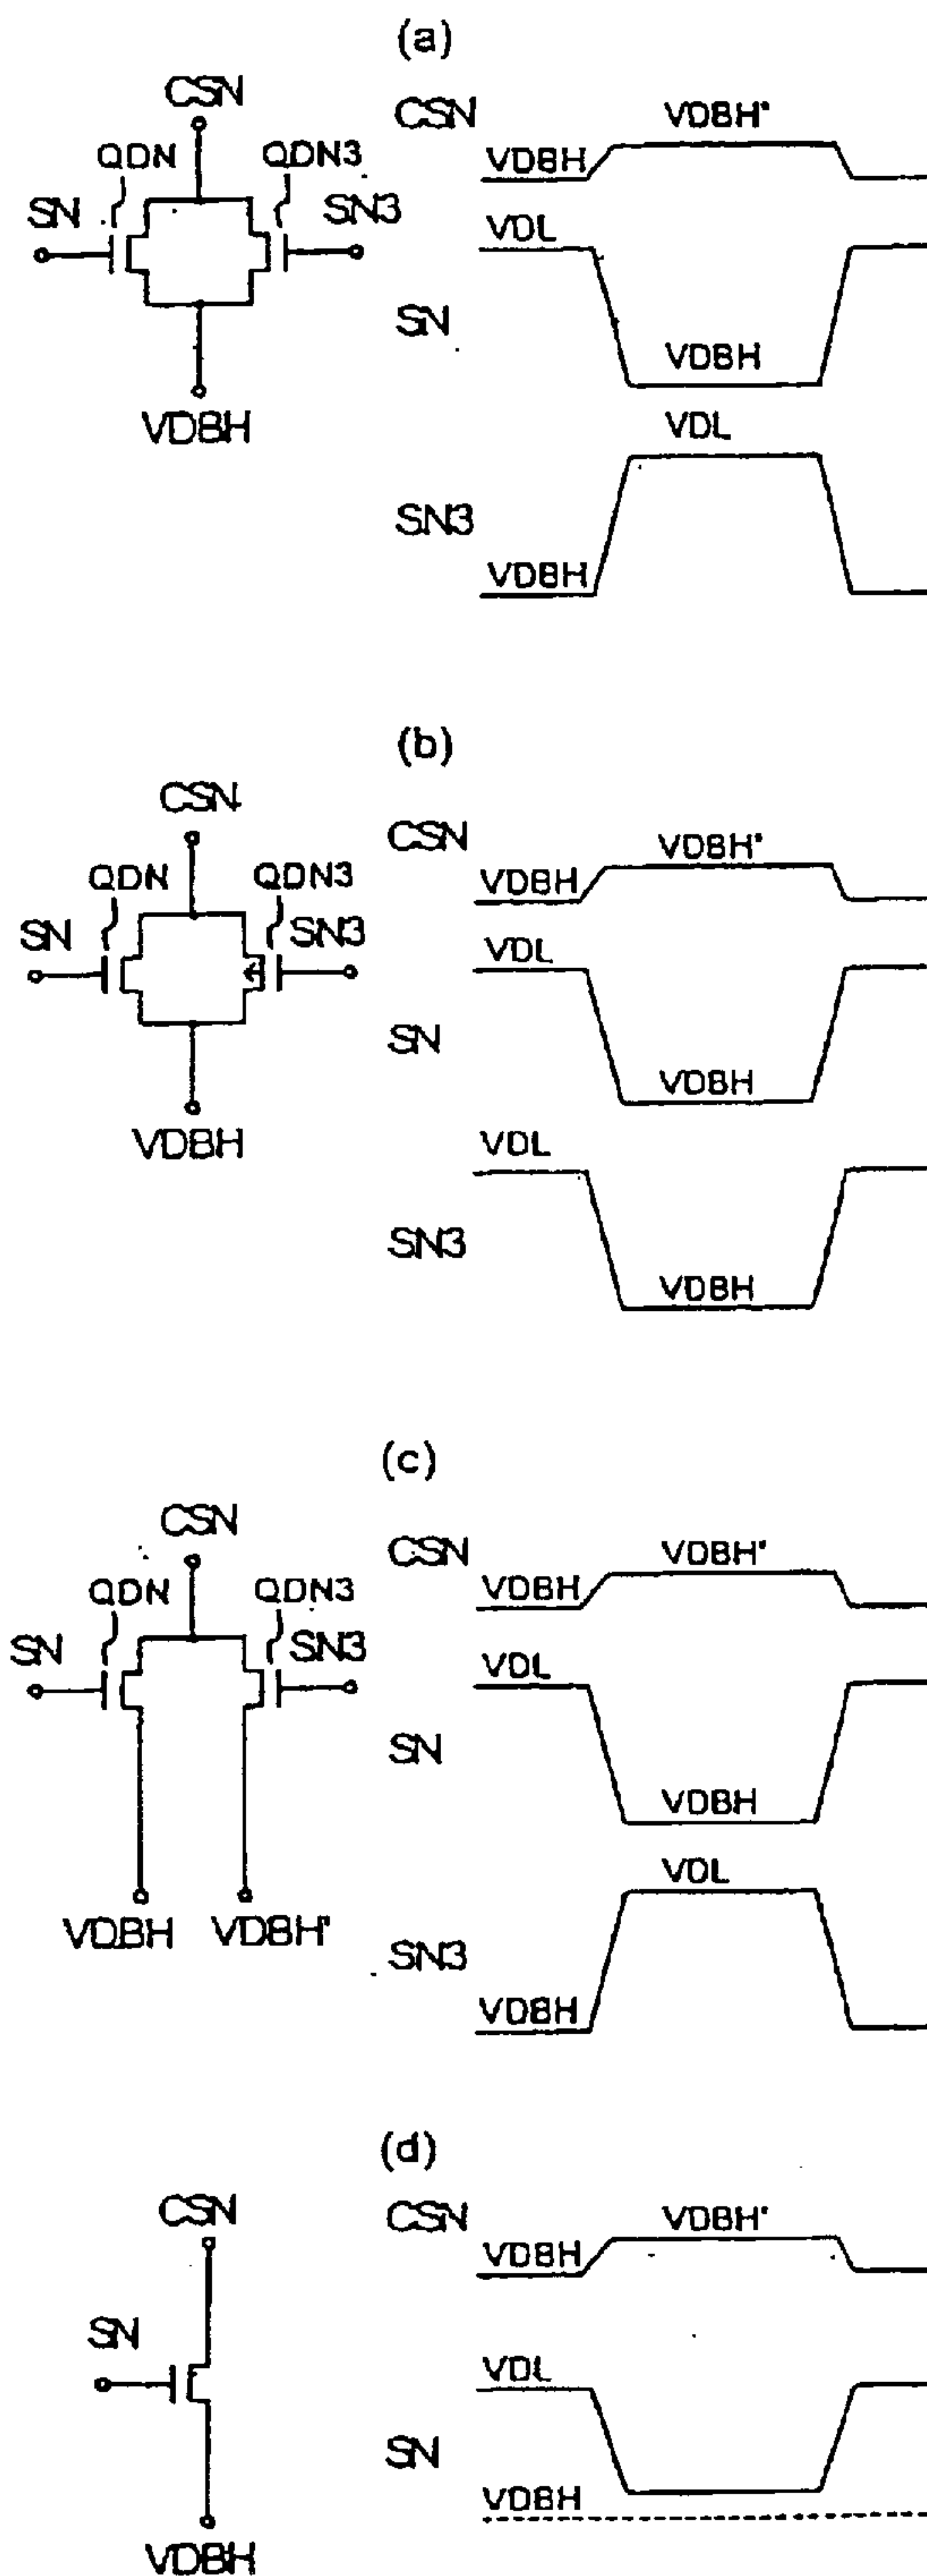 (a)
CSN
QDN QDN3
SN SN3
VDBH
CSN VDBH VDBH'
VDL
SN VDBH
VDL
SN3 VDBH
(b)
CSN
QDN QDN3
SN SN3
VDBH
CSN VDBH VDBH'
VDL
SN VDBH
VDL
SN3 VDBH
(c)
CSN
QDN QDN3
SN SN3
VDBH VDBH'
CSN VDBH VDBH'
VDL
SN VDBH
VDL
SN3 VDBH
(d)
CSN
SN
VDBH
CSN VDBH VDBH'
VDL
SN
VDBH